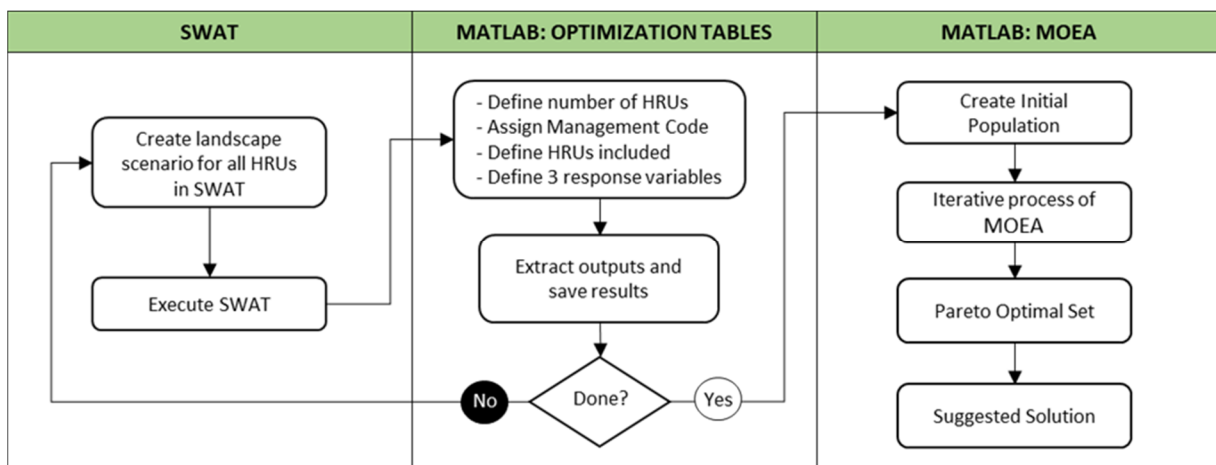 SWAT
MATLAB: OPTIMIZATION TABLES
MATLAB: MOEA
Create landscape
scenario for all HRUs
in SWAT
Execute SWAT
- Define number of HRUs
- Assign Management Code
- Define HRUs included
- Define 3 response variables
Extract outputs and
save results
No
Done?
Yes
Create Initial
Population
Iterative process of
MOEA
Pareto Optimal Set
Suggested Solution